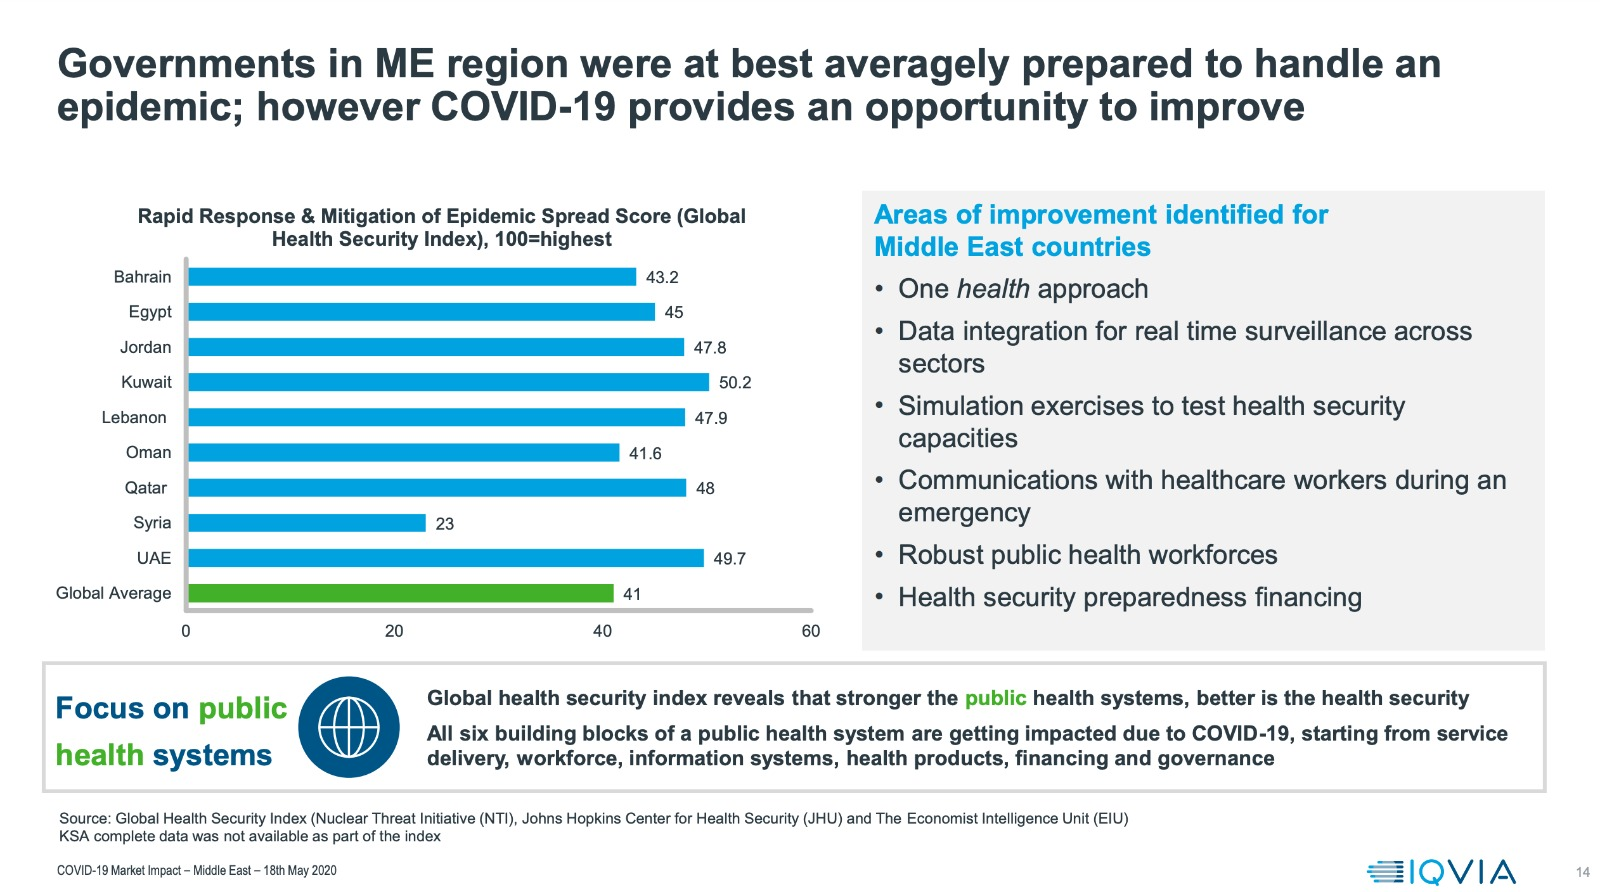 Governments in ME region were at best averagely prepared to handle an
epidemic; however COVID-19 provides an opportunity to improve
Rapid Response & Mitigation of Epidemic Spread Score (Global
Health Security Index), 100=highest
Bahrain 43.2
Egypt 45
Jordan 47.8
Kuwait 50.2
Lebanon 47.9
Oman 41.6
Qatar 48
Syria 23
UAE 49.7
Global Average 41
0 20 40 60
Areas of improvement identified for
Middle East countries
• One health approach
• Data integration for real time surveillance across
sectors
• Simulation exercises to test health security
capacities
• Communications with healthcare workers during an
emergency
• Robust public health workforces
• Health security preparedness financing
Focus on public
health systems
Global health security index reveals that stronger the public health systems, better is the health security
All six building blocks of a public health system are getting impacted due to COVID-19, starting from service
delivery, workforce, information systems, health products, financing and governance
Source: Global Health Security Index (Nuclear Threat Initiative (NTI), Johns Hopkins Center for Health Security (JHU) and The Economist Intelligence Unit (EIU)
KSA complete data was not available as part of the index
COVID-19 Market Impact – Middle East – 18th May 2020
IQVIA
14